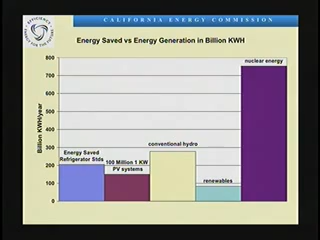 CALIFORNIA ENERGY COMMISSION
EFFICIENCY
Energy Saved vs Energy Generation in Billion KWH
nuclear energy
800
700
600
500
400
300
200
100
0
Billion KWH/year
Energy Saved
Refrigerator Stds
100 Million 1 KW
PV systems
conventional hydro
renewables